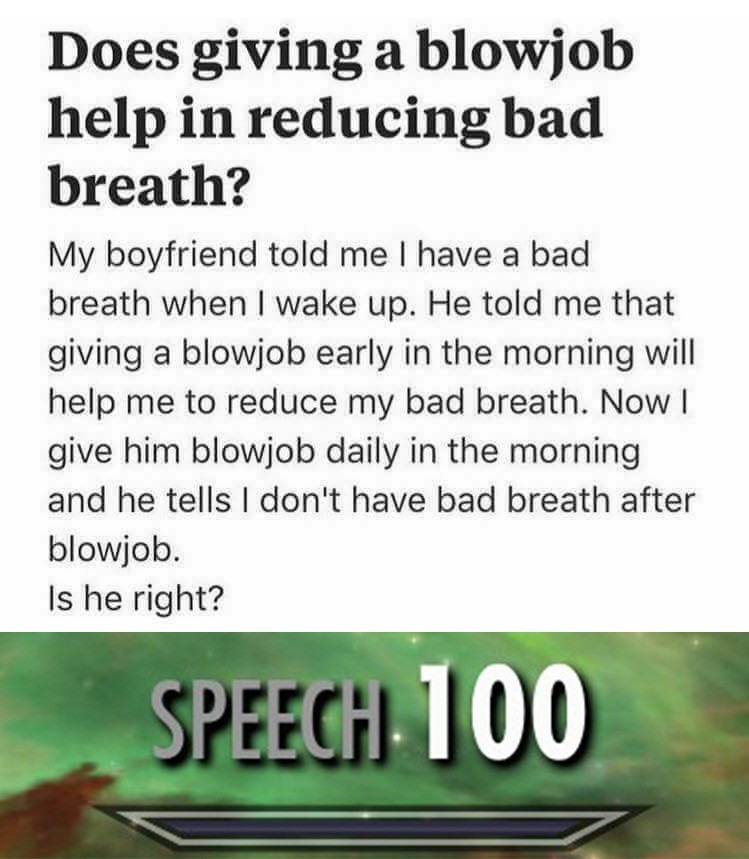 Does giving a blowjob
help in reducing bad
breath?
My boyfriend told me I have a bad
breath when I wake up. He told me that
giving a blowjob early in the morning will
help me to reduce my bad breath. Now I
give him blowjob daily in the morning
and he tells I don't have bad breath after
blowjob.
Is he right?
SPEECH 100